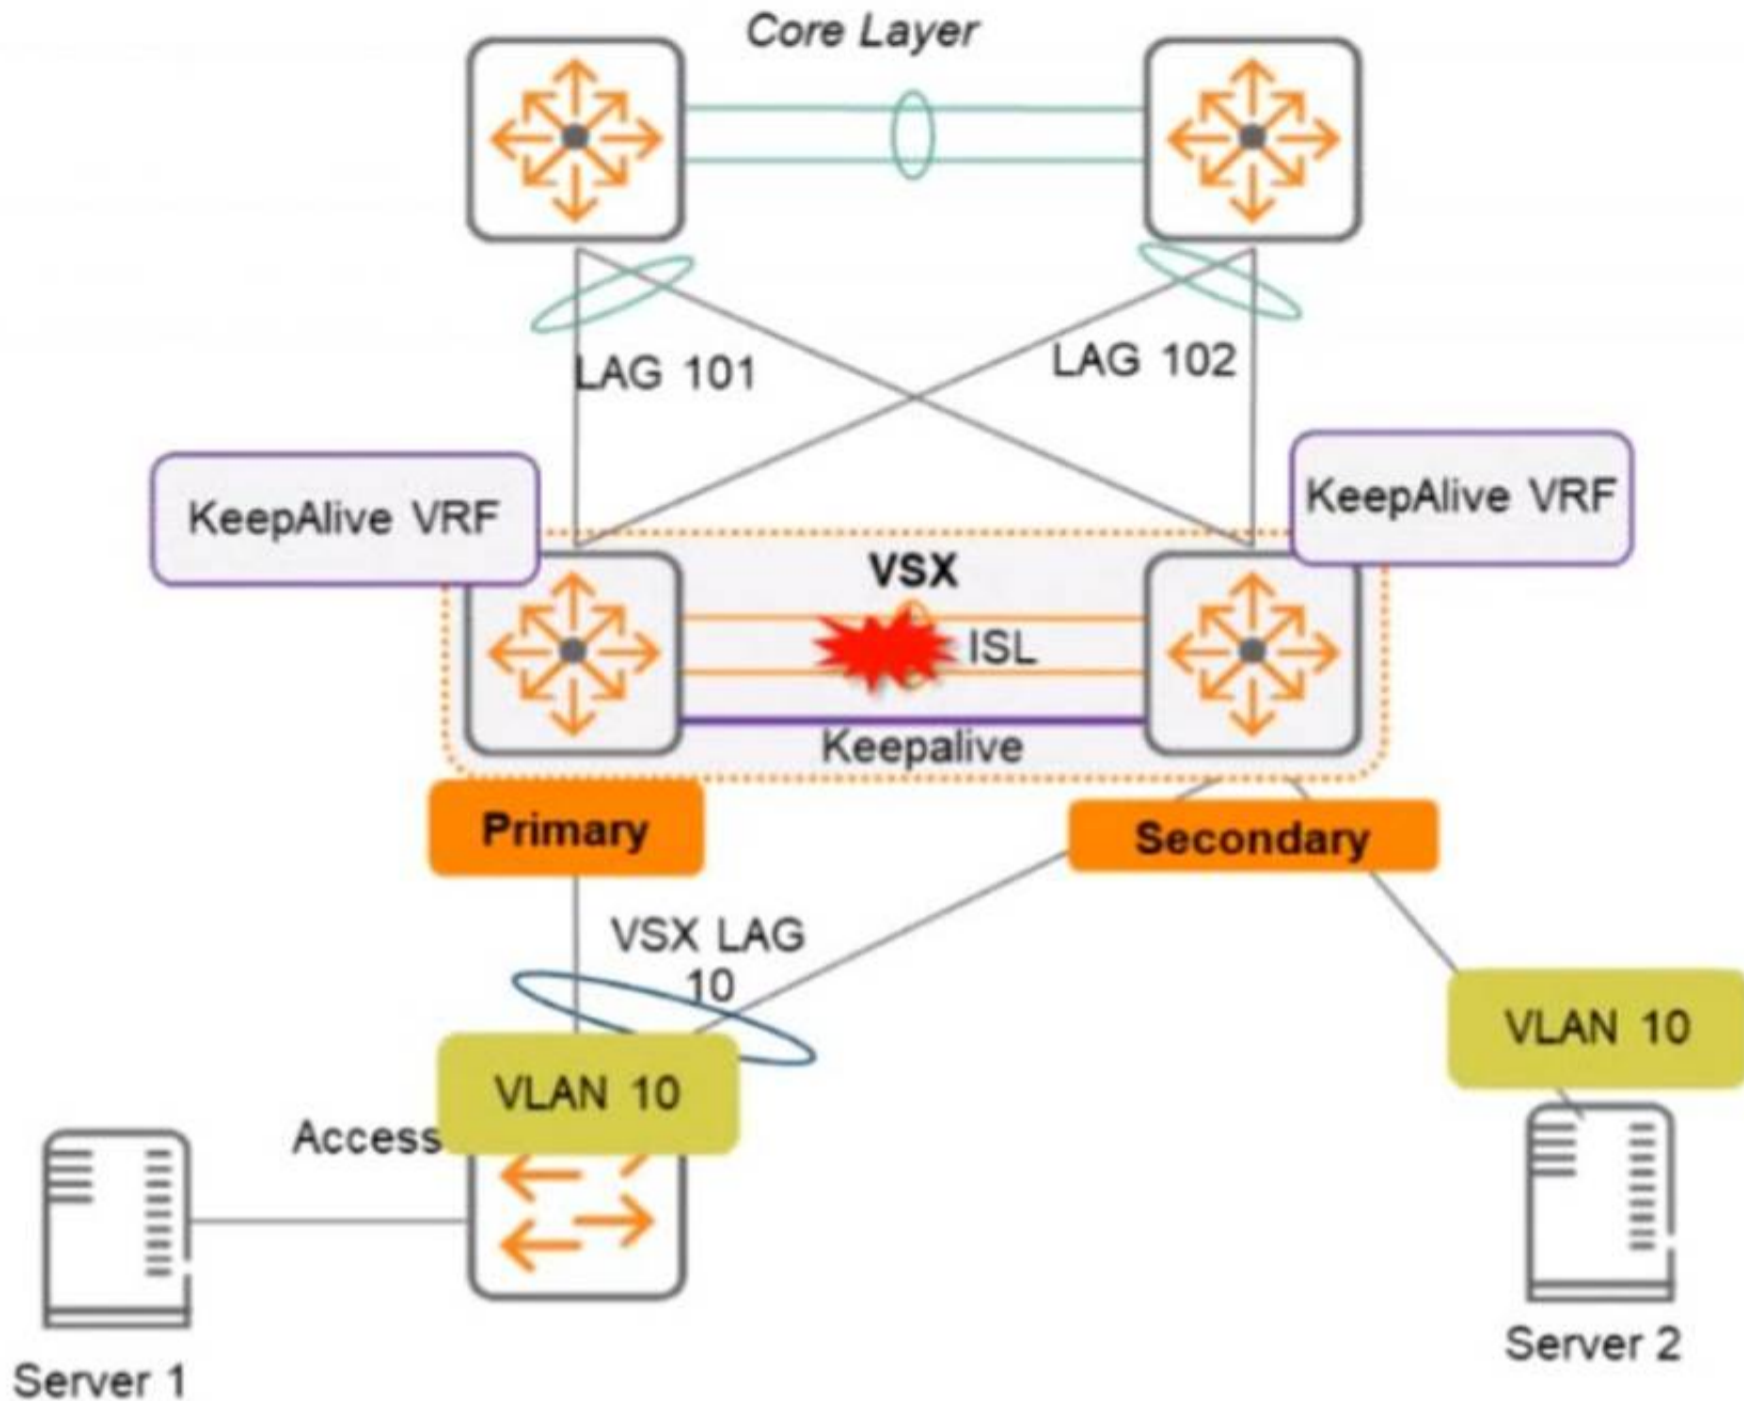 Core Layer
LAG 101
LAG 102
KeepAlive VRF
KeepAlive VRF
VSX
ISL
Keepalive
Primary
Secondary
VSX LAG
10
VLAN 10
VLAN 10
Access
Server 1
Server 2